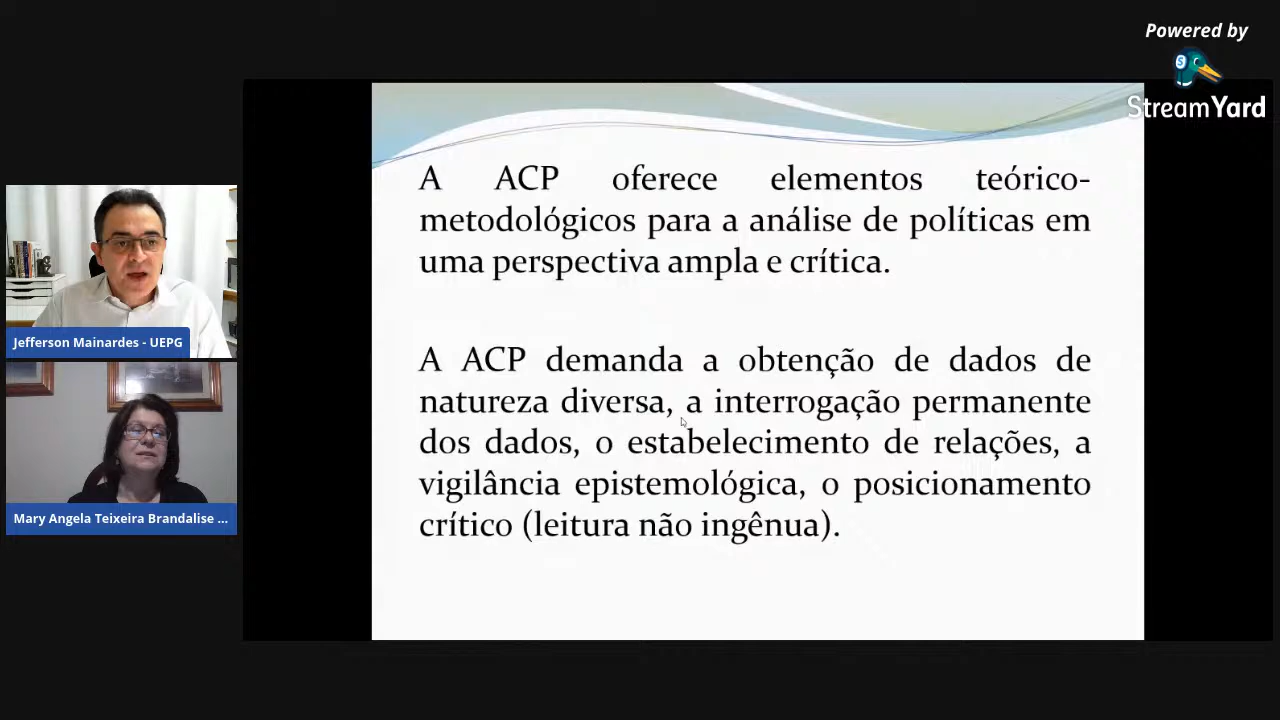 Powered by
StreamYard
A ACP oferece elementos teórico-
metodológicos para a análise de políticas em
uma perspectiva ampla e crítica.
A ACP demanda a obtenção de dados de
natureza diversa, a interrogação permanente
dos dados, o estabelecimento de relações, a
vigilância epistemológica, o posicionamento
crítico (leitura não ingênua).
Jefferson Mainardes - UEPG
Mary Angela Teixeira Brandalise ...